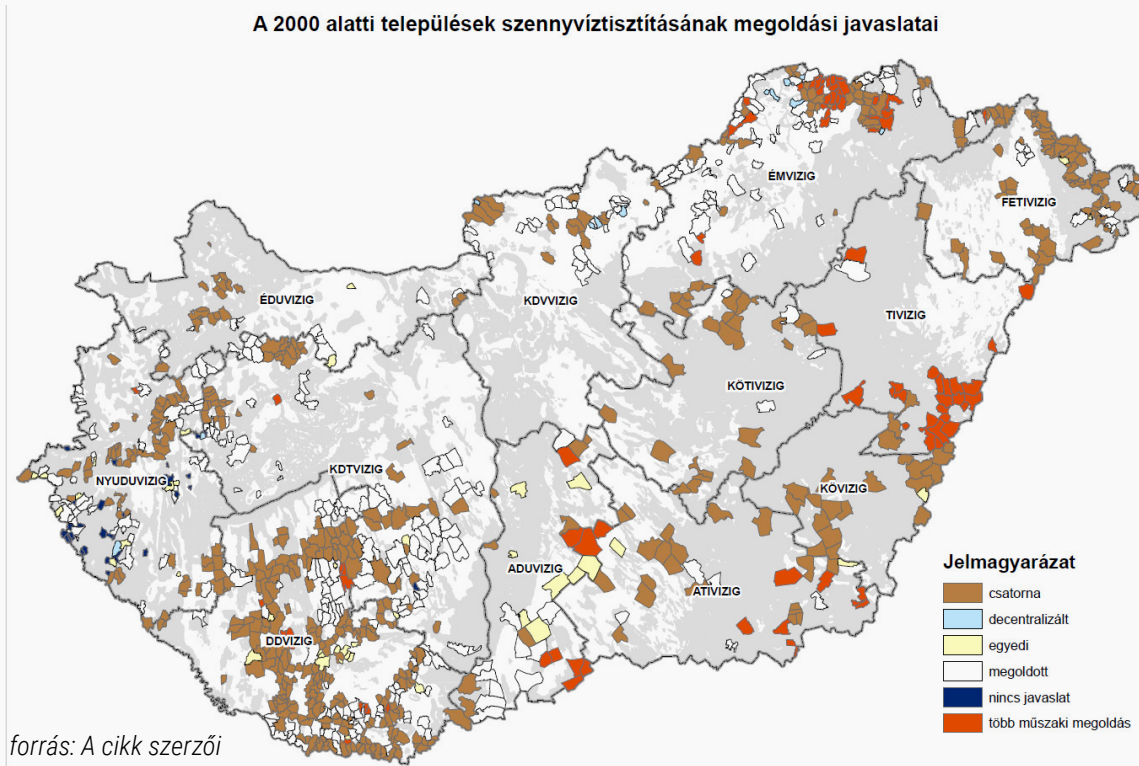 A 2000 alatti települések szennyvíztisztításának megoldási javaslatai
ÉMVIZIG
FETIVIZIG
ÉDUVIZIG
KDVVIZIG
TIVIZIG
KÖTIVIZIG
KDTVIZIG
NYUDUVIZIG
KÖVIZIG
ADUVIZIG
ATIVIZIG
DDVIZIG
Jelmagyarázat
csatorna
decentralizált
egyedi
megoldott
nincs javaslat
több műszaki megoldás
forrás: A cikk szerzői